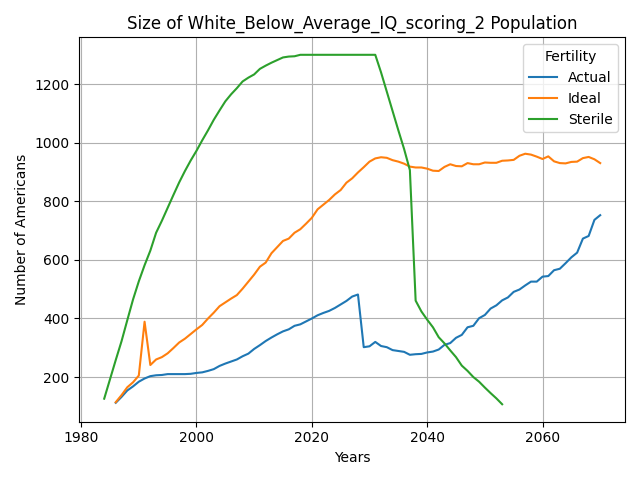 Size of White_Below_Average_IQ_scoring_2 Population
Number of Americans
1200
1000
800
600
400
200
Fertility
Actual
Ideal
Sterile
1980
2000
2020
2040
2060
Years